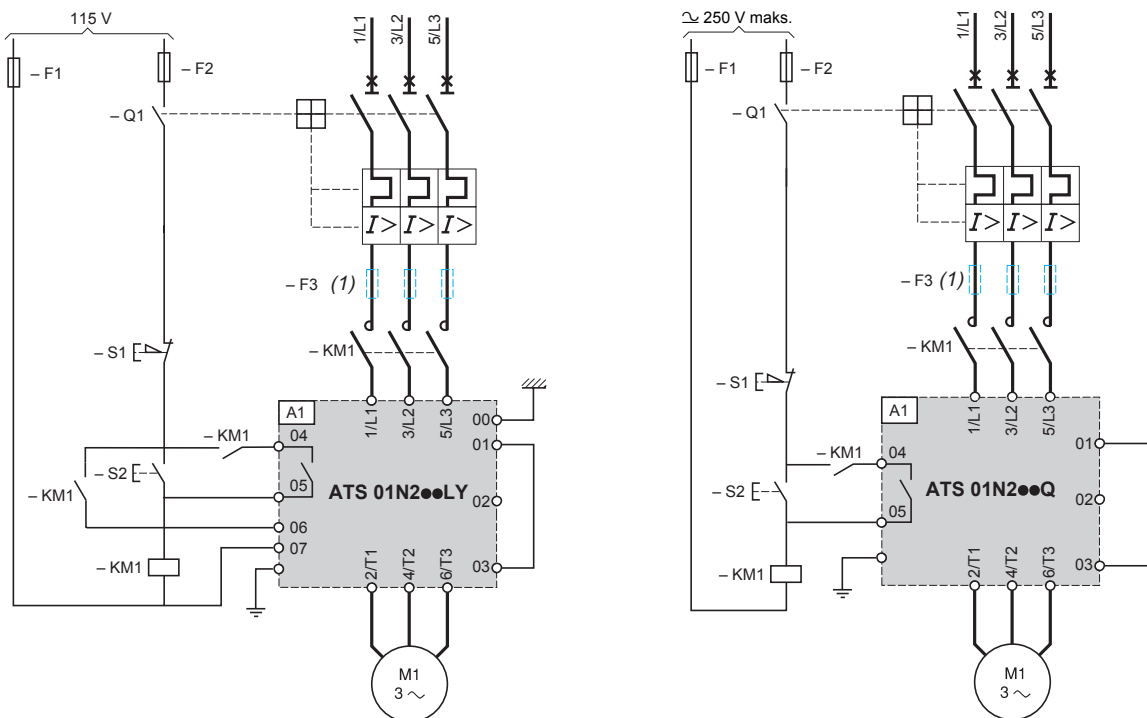 115 V
– F1
– F2
1/L1
3/L2
5/L3
– Q1
I >
I >
I >
– F3 (1)
– KM1
– S1
A1
1/L1
3/L2
5/L3
00
01
– KM1
04
– S2
– KM1
05
ATS 01N2●●LY
02
06
07
– KM1
03
2/T1
4/T2
6/T3
M1
3 ~
≃ 250 V maks.
– F1
– F2
1/L1
3/L2
5/L3
– Q1
I >
I >
I >
– F3 (1)
– KM1
– S1
A1
1/L1
3/L2
5/L3
01
– KM1
04
– S2
05
ATS 01N2●●Q
02
– KM1
03
2/T1
4/T2
6/T3
M1
3 ~